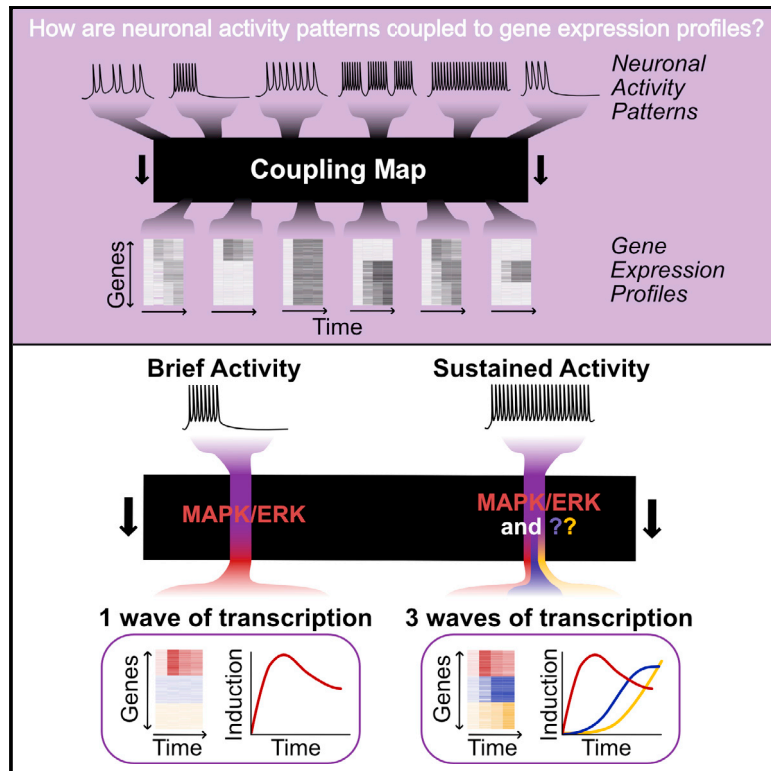 How are neuronal activity patterns coupled to gene expression profiles?
Neuronal
Activity
Patterns
Coupling Map
Genes
Gene
Expression
Profiles
Time
Brief Activity
Sustained Activity
MAPK/ERK
MAPK/ERK
and ??
1 wave of transcription
3 waves of transcription
Genes
Induction
Genes
Induction
Time
Time
Time
Time